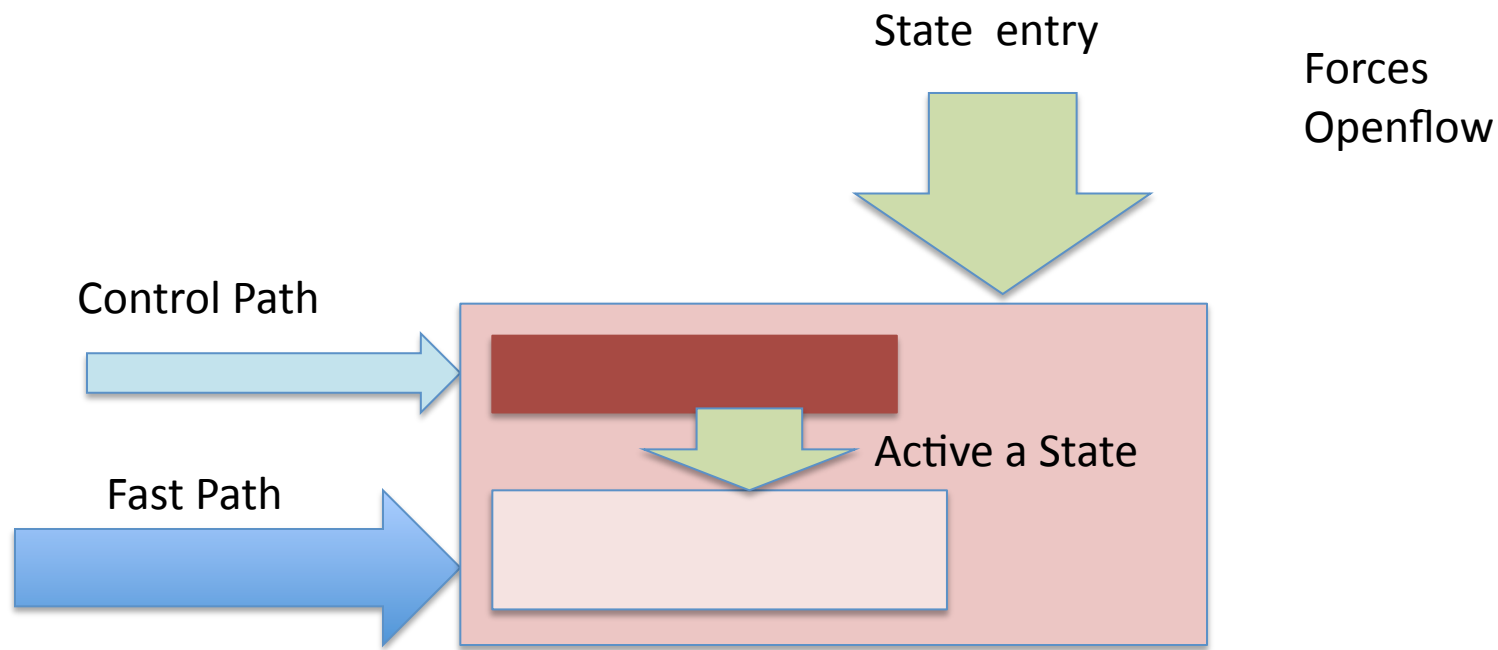 State entry
Forces
Openflow
Control Path
Active a State
Fast Path